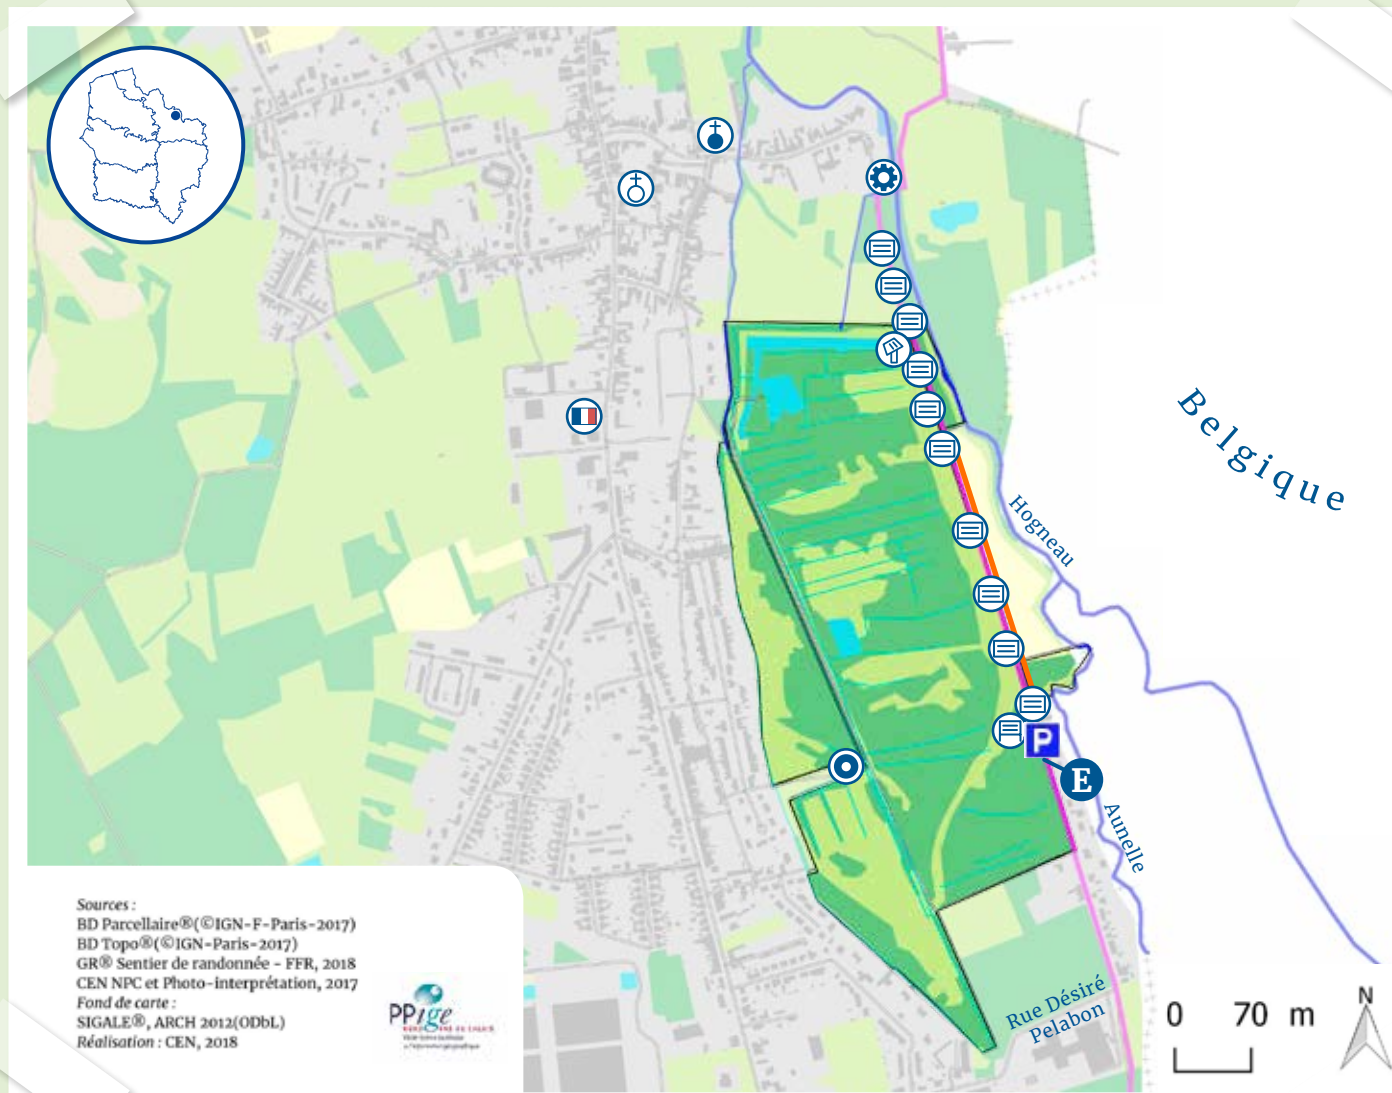 Belgique
Hogneau
P
E
Aunelle
Rue Désiré
Pelabon
Sources :
BD Parcellaire®(©IGN-F-Paris-2017)
BD Topo®(©IGN-Paris-2017)
GR® Sentier de randonnée - FFR, 2018
CEN NPC et Photo-interprétation, 2017
Fond de carte :
SIGALE®, ARCH 2012(ODbL)
Réalisation : CEN, 2018
PPIge
0 70 m
N